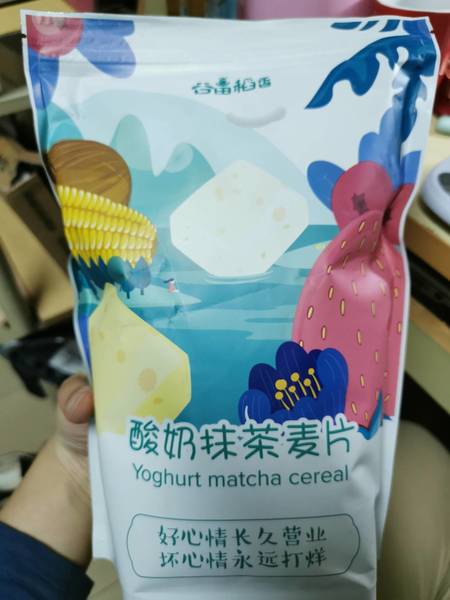 谷番稻香
酸奶抹茶麦片
Yoghurt matcha cereal
好心情长久营业
坏心情永远打烊